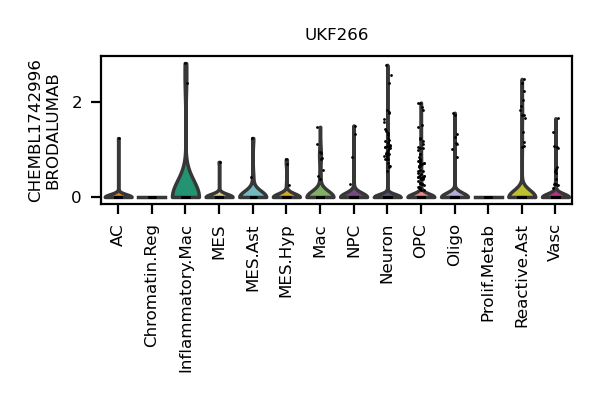 UKF266
CHEMBL1742996
BRODALUMAB
2
0
AC
Chromatin.Reg
Inflammatory.Mac
MES
MES.Ast
MES.Hyp
Mac
NPC
Neuron
OPC
Oligo
Prolif.Metab
Reactive.Ast
Vasc